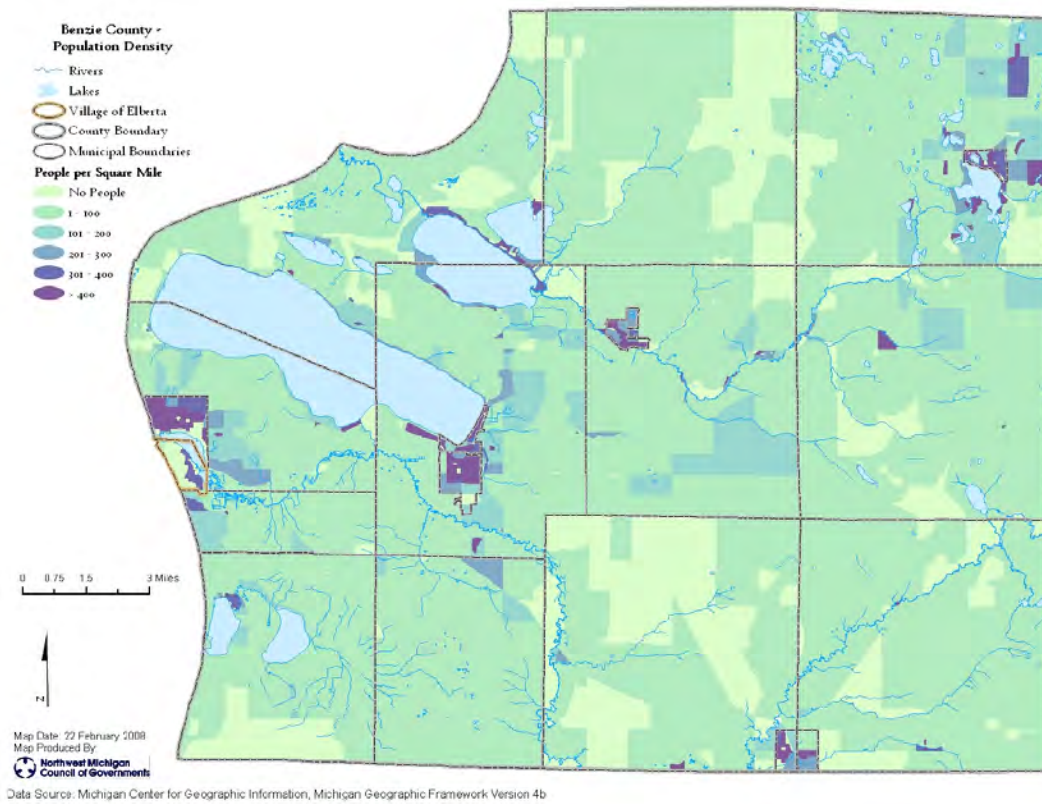 Benzie County -
Population Density
Rivers
Lakes
Village of Elberta
County Boundary
Municipal Boundaries
People per Square Mile
No People
1 - 100
101 - 200
201 - 300
301 - 400
> 400
0 0.75 1.5 3 Miles
N
Map Date: 22 February 2008
Map Produced By:
Northwest Michigan
Council of Governments
Data Source: Michigan Center for Geographic Information, Michigan Geographic Framework Version 4b